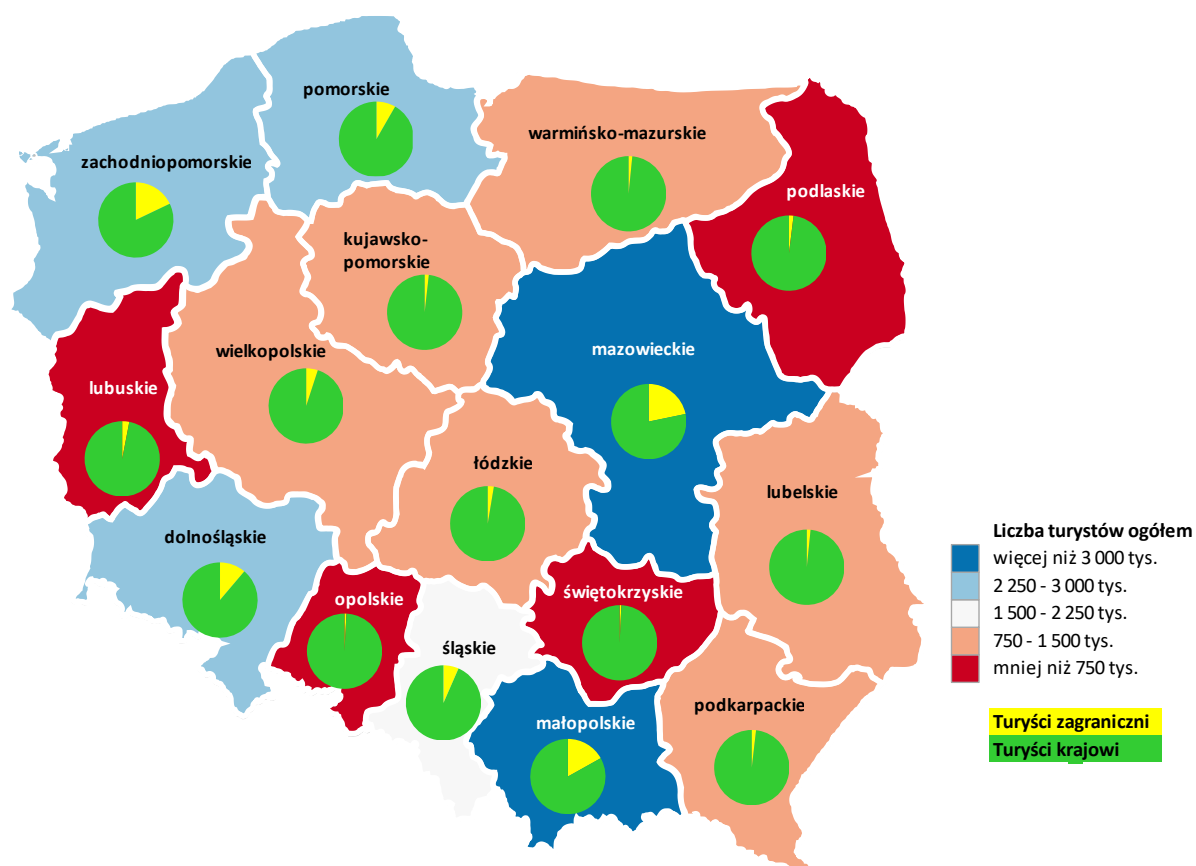 pomorskie
warmińsko-mazurskie
zachodniopomorskie
podlaskie
kujawsko-
pomorskie
wielkopolskie
mazowieckie
lubuskie
łódzkie
lubelskie
dolnośląskie
opolskie
świętokrzyskie
śląskie
podkarpackie
małopolskie
Liczba turystów ogółem
więcej niż 3 000 tys.
2 250 - 3 000 tys.
1 500 - 2 250 tys.
750 - 1 500 tys.
mniej niż 750 tys.
Turyści zagraniczni
Turyści krajowi